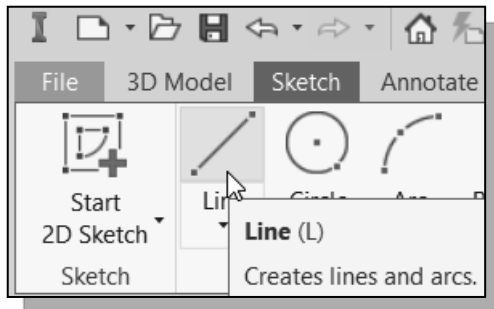 File 3D Model Sketch Annotate
Start
2D Sketch
Line (L)
Creates lines and arcs.
Sketch